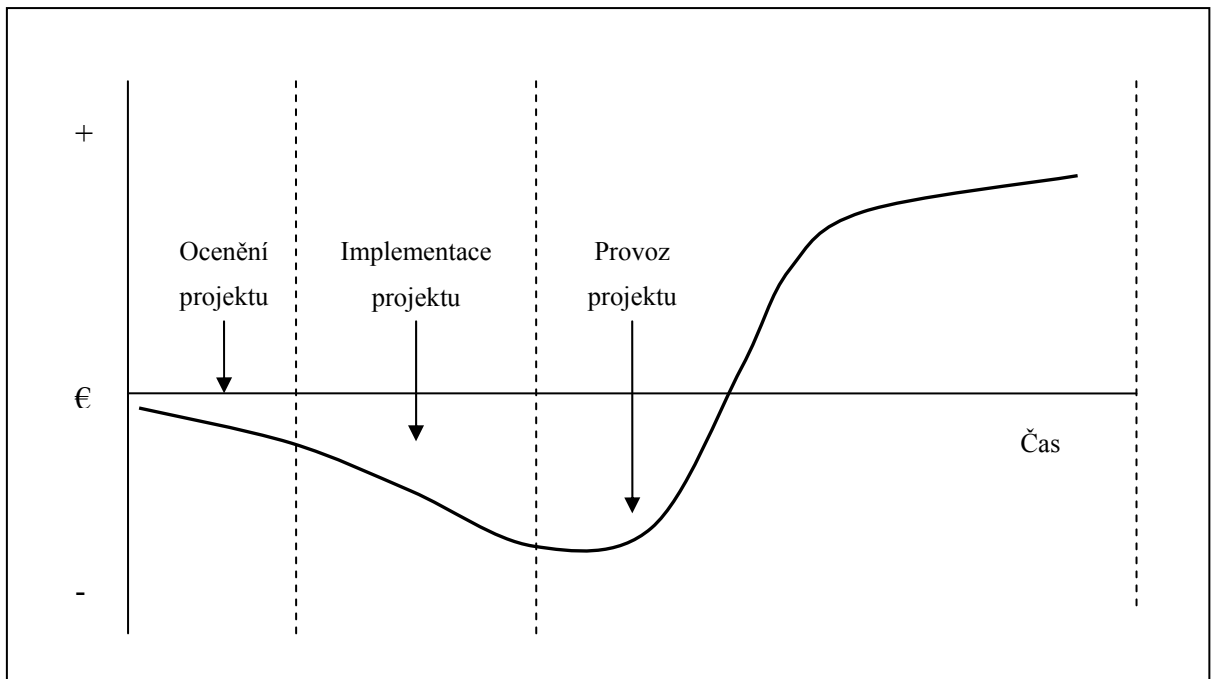 +
Ocenění
projektu
Implementace
projektu
Provoz
projektu
€
Čas
-